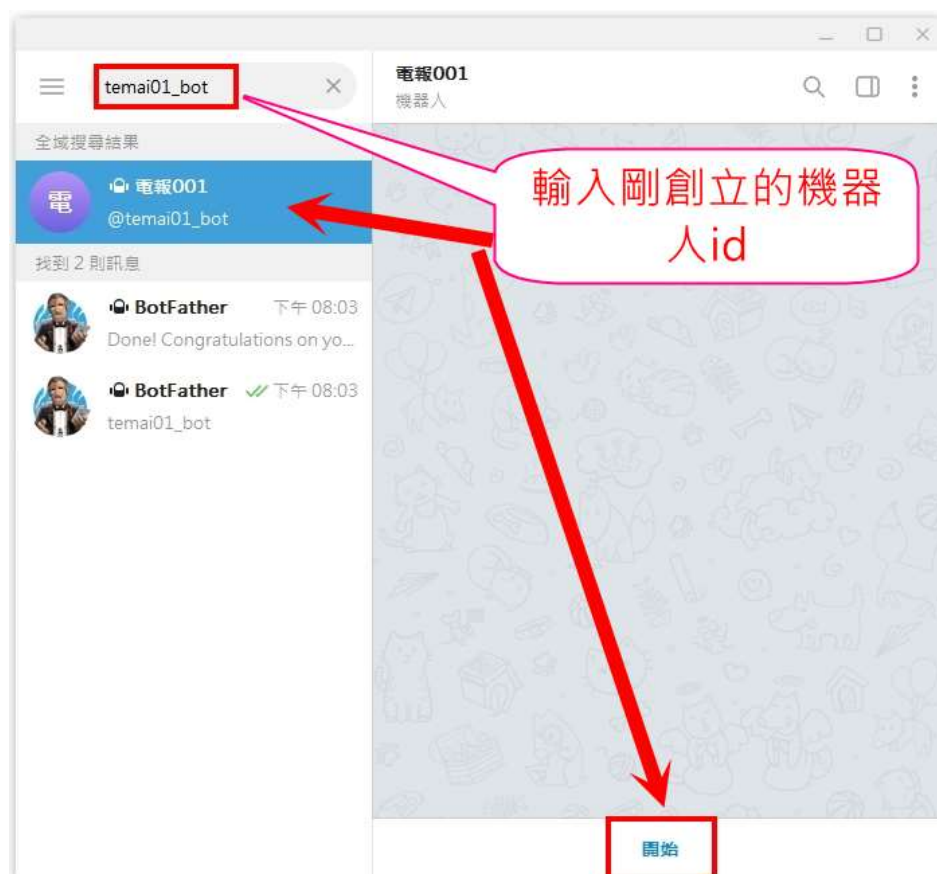 temai01_bot
電報001
機器人
全域搜尋結果
電
電報001
@temai01_bot
輸入剛創立的機器
人id
找到 2 則訊息
BotFather 下午 08:03
Done! Congratulations on yo...
BotFather 下午 08:03
temai01_bot
開始